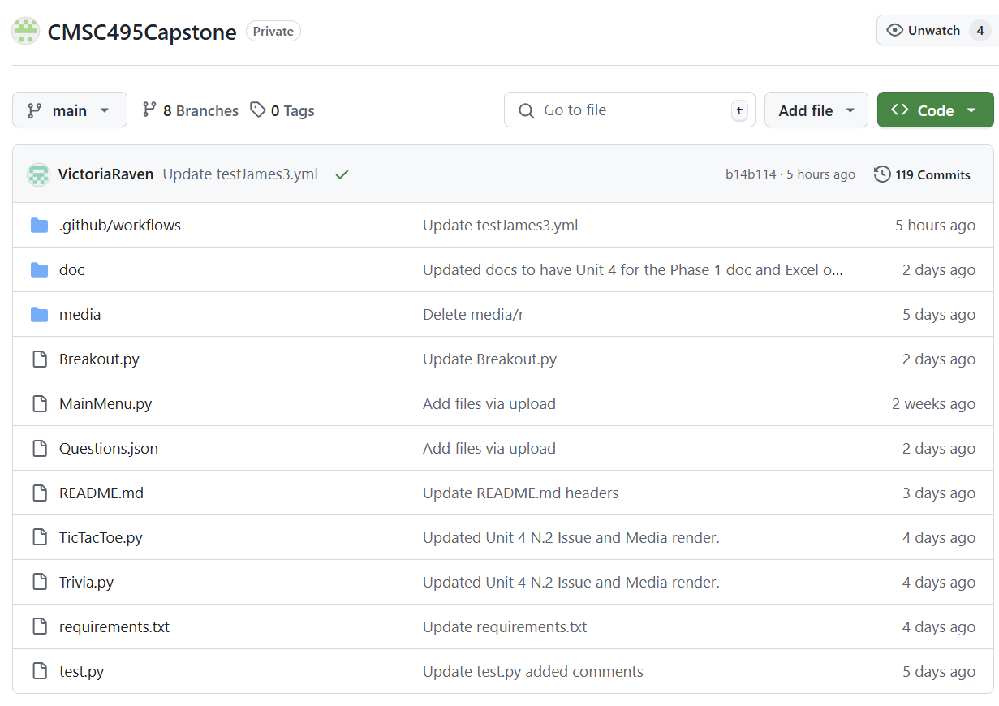 CMSC495Capstone Private Unwatch 4
main 8 Branches 0 Tags Go to file t Add file Code
VictoriaRaven Update testJames3.yml b14b114 · 5 hours ago 119 Commits
.github/workflows Update testJames3.yml 5 hours ago
doc Updated docs to have Unit 4 for the Phase 1 doc and Excel o... 2 days ago
media Delete media/r 5 days ago
Breakout.py Update Breakout.py 2 days ago
MainMenu.py Add files via upload 2 weeks ago
Questions.json Add files via upload 2 days ago
README.md Update README.md headers 3 days ago
TicTacToe.py Updated Unit 4 N.2 Issue and Media render. 4 days ago
Trivia.py Updated Unit 4 N.2 Issue and Media render. 4 days ago
requirements.txt Update requirements.txt 4 days ago
test.py Update test.py added comments 5 days ago